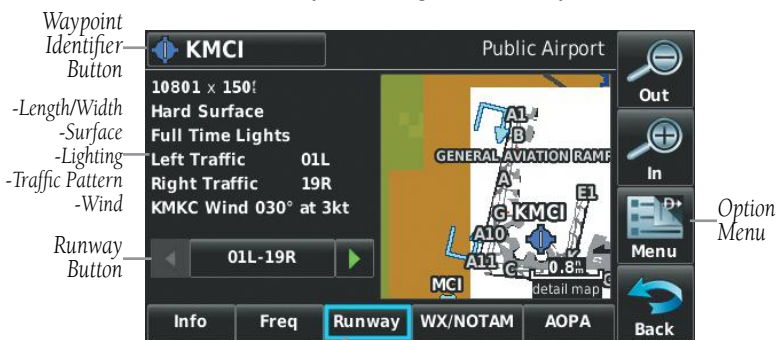 Waypoint
Identifier
Button
KMCI
Public Airport
10801 x 150ft
Hard Surface
Full Time Lights
Left Traffic 01L
Right Traffic 19R
KMKC Wind 030° at 3kt
-Length/Width
-Surface
-Lighting
-Traffic Pattern
-Wind
Runway
Button
01L-19R
A1
B
GENERAL AVIATION RAMP
A
E1
G
KMCI
A10
A11
C
K
MCI
0.8nm
detail map
Out
In
Menu
Back
Option
Menu
Info
Freq
Runway
WX/NOTAM
AOPA